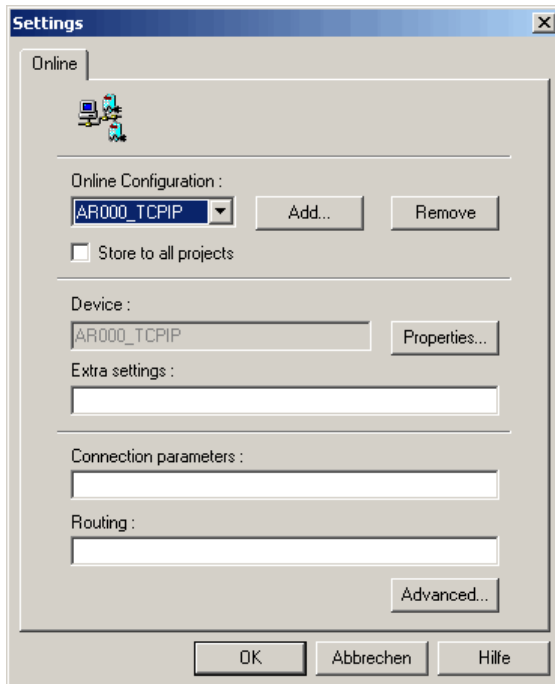 Settings
Online
Online Configuration :
AR000_TCPIP
Add...
Remove
Store to all projects
Device :
AR000_TCPIP
Properties...
Extra settings :
Connection parameters :
Routing :
Advanced...
OK
Abbrechen
Hilfe